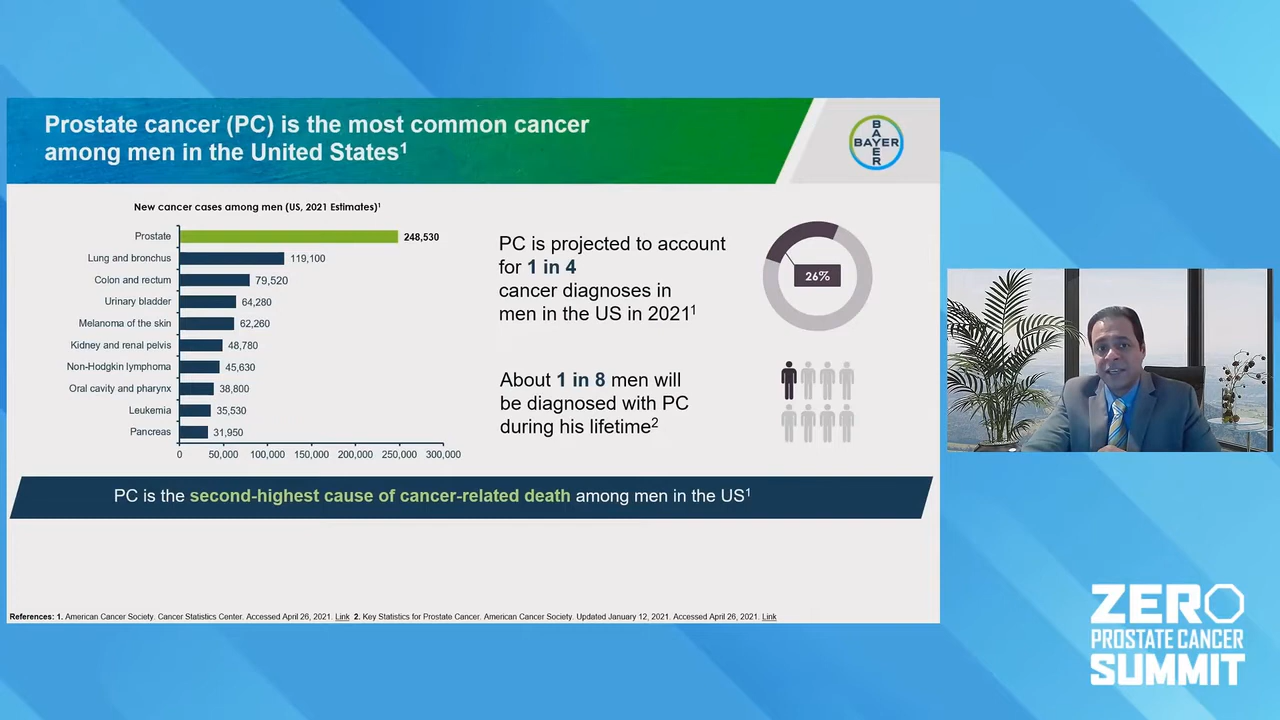 Prostate cancer (PC) is the most common cancer
among men in the United States¹
BAYER
BAYER
New cancer cases among men (US, 2021 Estimates)¹
Prostate 248,530
Lung and bronchus 119,100
Colon and rectum 79,520
Urinary bladder 64,280
Melanoma of the skin 62,260
Kidney and renal pelvis 48,780
Non-Hodgkin lymphoma 45,630
Oral cavity and pharynx 38,800
Leukemia 35,530
Pancreas 31,950
0 50,000 100,000 150,000 200,000 250,000 300,000
PC is projected to account
for 1 in 4
cancer diagnoses in
men in the US in 2021¹
26%
About 1 in 8 men will
be diagnosed with PC
during his lifetime²
PC is the second-highest cause of cancer-related death among men in the US¹
References: 1. American Cancer Society. Cancer Statistics Center. Accessed April 26, 2021. Link 2. Key Statistics for Prostate Cancer. American Cancer Society. Updated January 12, 2021. Accessed April 26, 2021. Link
ZERO
PROSTATE CANCER
SUMMIT